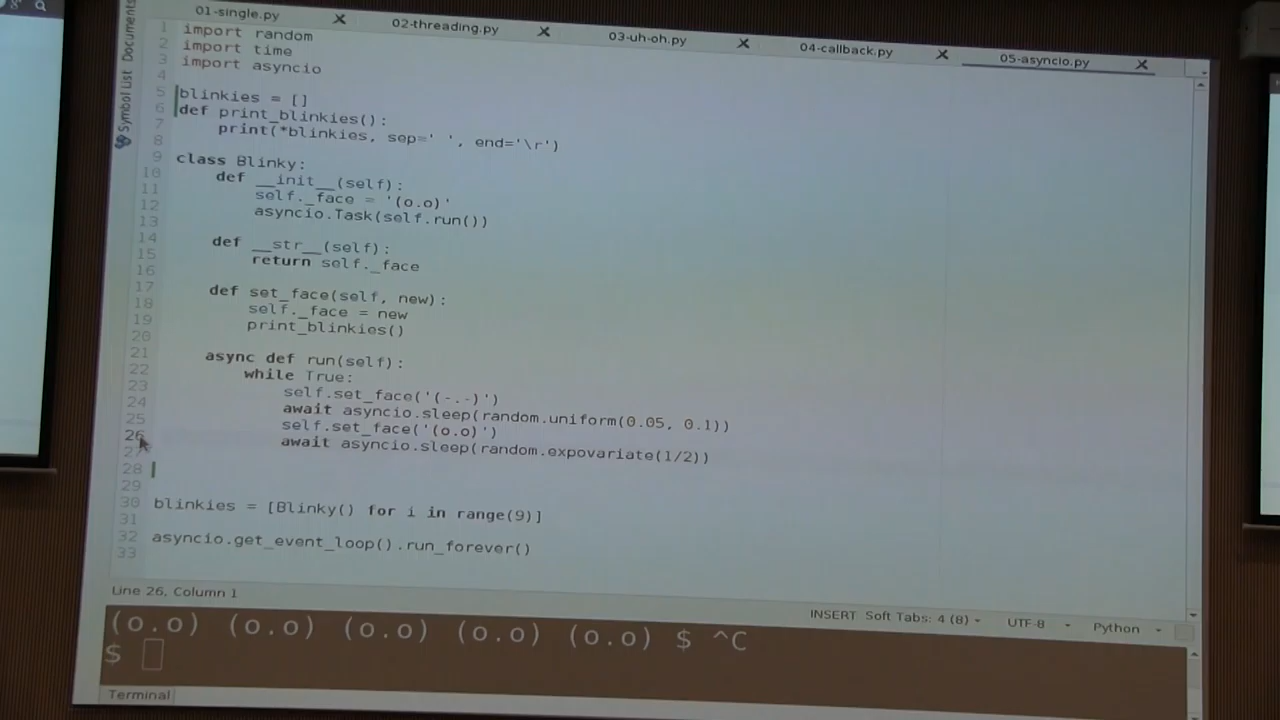 01-single.py 02-threading.py 03-uh-oh.py 04-callback.py 05-asyncio.py
Symbol List Documents
1 import random
2 import time
3 import asyncio
4
5 blinkies = []
6 def print_blinkies():
7 print(*blinkies, sep=' ', end='\r')
8
9 class Blinky:
10 def __init__(self):
11 self._face = '(o.o)'
12 asyncio.Task(self.run())
13
14 def __str__(self):
15 return self._face
16
17 def set_face(self, new):
18 self._face = new
19 print_blinkies()
20
21 async def run(self):
22 while True:
23 self.set_face('(-.-)')
24 await asyncio.sleep(random.uniform(0.05, 0.1))
25 self.set_face('(o.o)')
26 await asyncio.sleep(random.expovariate(1/2))
27
28
29
30 blinkies = [Blinky() for i in range(9)]
31
32 asyncio.get_event_loop().run_forever()
33
Line 26, Column 1 INSERT Soft Tabs: 4 (8) UTF-8 Python
(o.o) (o.o) (o.o) (o.o) (o.o) $ ^C
$
Terminal